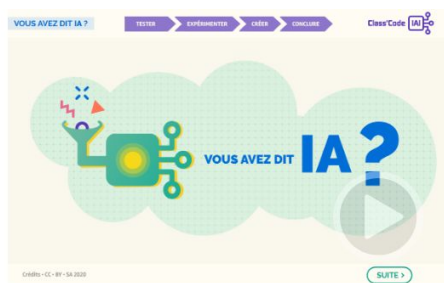 VOUS AVEZ DIT IA ?
TESTER
EXPÉRIMENTER
CRÉER
CONCLURE
Class'Code IAI
VOUS AVEZ DIT IA ?
Crédits • CC • BY • SA 2020
SUITE >